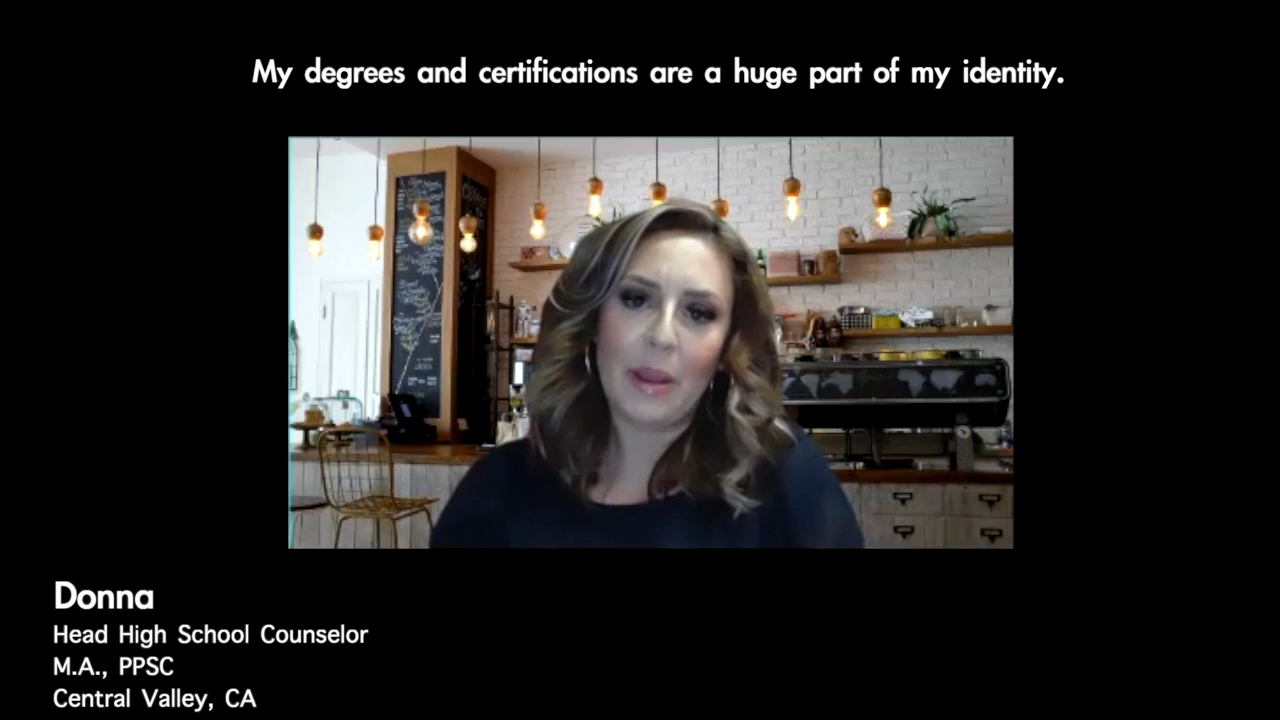 My degrees and certifications are a huge part of my identity.
Donna
Head High School Counselor
M.A., PPSC
Central Valley, CA